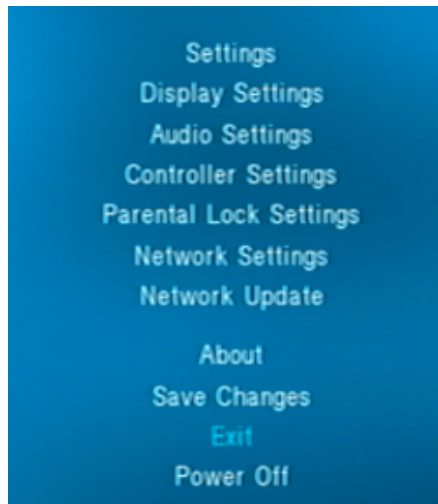 Settings
Display Settings
Audio Settings
Controller Settings
Parental Lock Settings
Network Settings
Network Update
About
Save Changes
Exit
Power Off